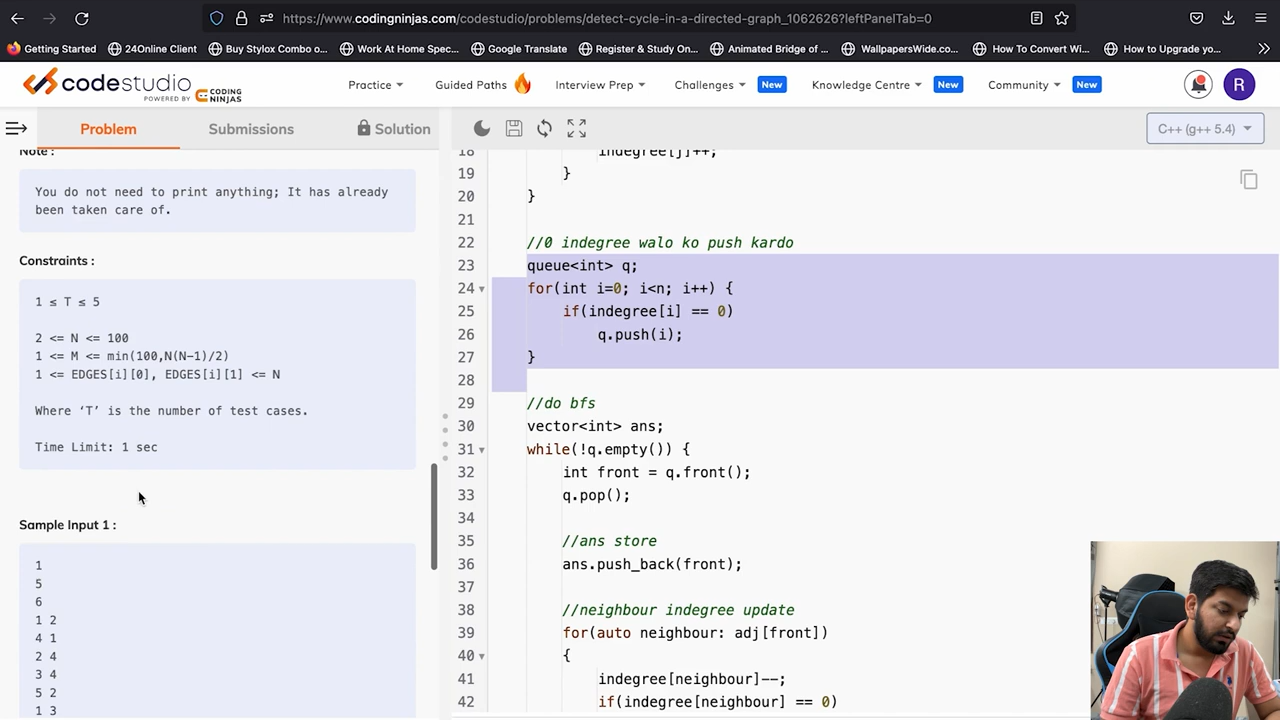 https://www.codingninjas.com/codestudio/problems/detect-cycle-in-a-directed-graph_1062626?leftPanelTab=0
Getting Started
24Online Client
Buy Stylox Combo o...
Work At Home Spec...
Google Translate
Register & Study On...
Animated Bridge of ...
WallpapersWide.co...
How To Convert Wi...
How to Upgrade yo...
codestudio
POWERED BY CODING NINJAS
Practice
Guided Paths
Interview Prep
Challenges New
Knowledge Centre New
Community New
R
Problem
Submissions
Solution
C++ (g++ 5.4)
Note :
You do not need to print anything; It has already
been taken care of.
Constraints :
1 ≤ T ≤ 5
2 <= N <= 100
1 <= M <= min(100,N(N-1)/2)
1 <= EDGES[i][0], EDGES[i][1] <= N
Where ‘T’ is the number of test cases.
Time Limit: 1 sec
Sample Input 1 :
1
5
6
1 2
4 1
2 4
3 4
5 2
1 3
18 indegree[j]++;
19 }
20 }
21
22 //0 indegree walo ko push kardo
23 queue<int> q;
24 for(int i=0; i<n; i++) {
25 if(indegree[i] == 0)
26 q.push(i);
27 }
28
29 //do bfs
30 vector<int> ans;
31 while(!q.empty()) {
32 int front = q.front();
33 q.pop();
34
35 //ans store
36 ans.push_back(front);
37
38 //neighbour indegree update
39 for(auto neighbour: adj[front])
40 {
41 indegree[neighbour]--;
42 if(indegree[neighbour] == 0)